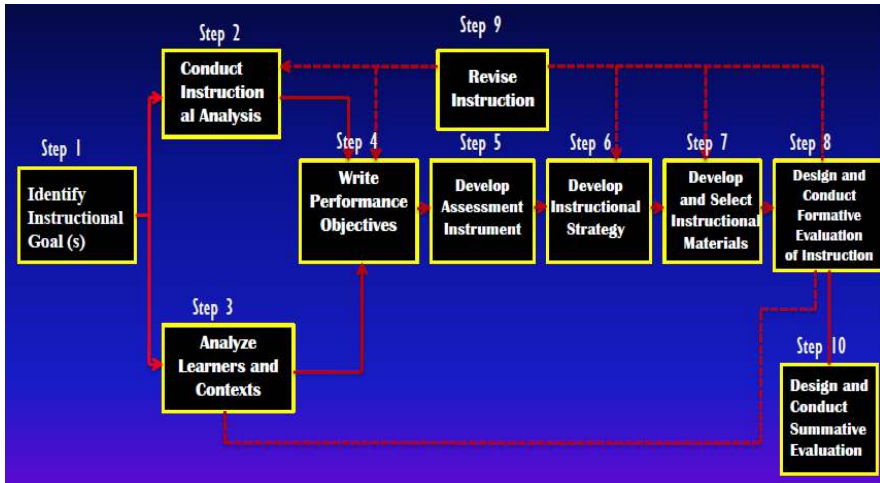 Step 1
Identify
Instructional
Goal (s)
Step 2
Conduct
Instruction
al Analysis
Step 3
Analyze
Learners and
Contexts
Step 4
Write
Performance
Objectives
Step 5
Develop
Assessment
Instrument
Step 6
Develop
Instructional
Strategy
Step 7
Develop
and Select
Instructional
Materials
Step 8
Design and
Conduct
Formative
Evaluation
of Instruction
Step 9
Revise
Instruction
Step 10
Design and
Conduct
Summative
Evaluation